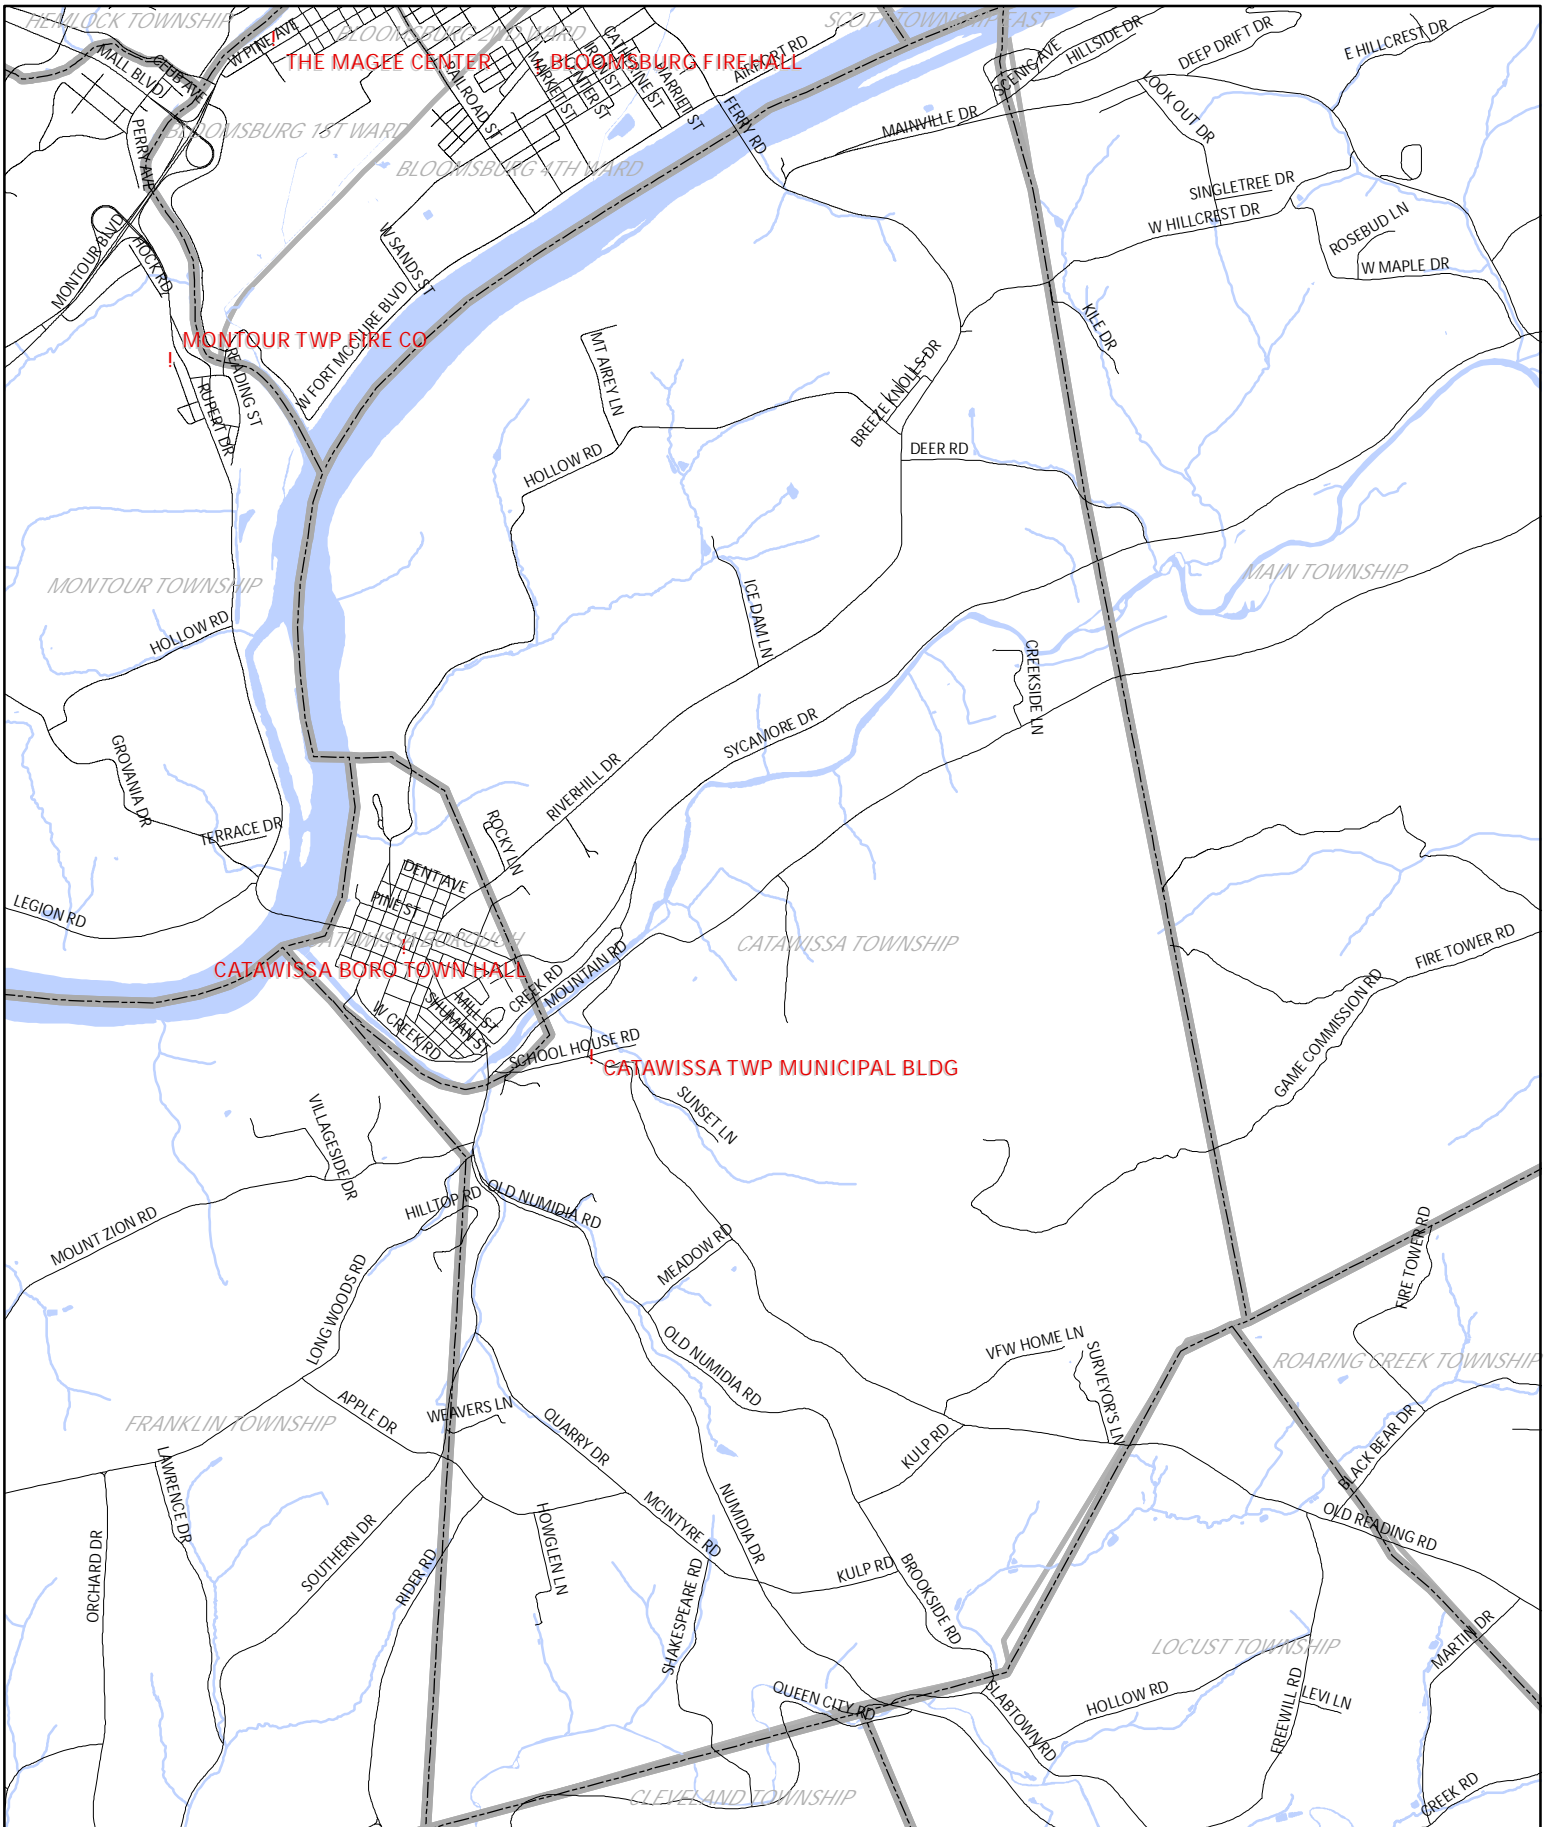 HEMLOCK TOWNSHIP
BLOOMSBURG 2ND WARD
SCOTT TOWNSHIP EAST
W PINE AVE
THE MAGEE CENTER
BLOOMSBURG FIREHALL
MALL BLVD
CLUB AVE
RAILROAD ST
MARKET ST
IRON ST
CENTER ST
CATHERINE ST
HARRIET ST
AIRPORT RD
FERRY RD
SCENIC AVE
HILLSIDE DR
DEEP DRIFT DR
E HILLCREST DR
LOOK OUT DR
MAINVILLE DR
PERRY AVE
BLOOMSBURG 1ST WARD
BLOOMSBURG 4TH WARD
SINGLETREE DR
W HILLCREST DR
ROSEBUD LN
W MAPLE DR
MONTOUR BLVD
HOCK RD
W SANDS ST
W FORT MCCLURE BLVD
KILE DR
MONTOUR TWP FIRE CO
!
READING ST
RUPERT DR
MT AIREY LN
BREEZE KNOLLS DR
HOLLOW RD
DEER RD
MONTOUR TOWNSHIP
MAIN TOWNSHIP
ICE DAM LN
HOLLOW RD
CREEKSIDE LN
SYCAMORE DR
GROVANIA DR
RIVERHILL DR
TERRACE DR
ROCKY LN
DENT AVE
PINE ST
LEGION RD
CATAWISSA BOROUGH
CATAWISSA TOWNSHIP
!
CATAWISSA BORO TOWN HALL
FIRE TOWER RD
GAME COMMISSION RD
CREEK RD
MOUNTAIN RD
MILL ST
SHUMAN ST
W CREEK RD
SCHOOL HOUSE RD
!
CATAWISSA TWP MUNICIPAL BLDG
SUNSET LN
VILLAGESIDE DR
HILLTOP RD
OLD NUMIDIA RD
MOUNT ZION RD
MEADOW RD
FIRE TOWER RD
LONG WOODS RD
OLD NUMIDIA RD
VFW HOME LN
SURVEYOR'S LN
ROARING CREEK TOWNSHIP
FRANKLIN TOWNSHIP
APPLE DR
WEAVERS LN
QUARRY DR
KULP RD
BLACK BEAR DR
LAWRENCE DR
NUMIDIA DR
MCINTYRE RD
OLD READING RD
HOWGLEN LN
SOUTHERN DR
ORCHARD DR
RIDER RD
KULP RD
BROOKSIDE RD
SHAKESPEARE RD
LOCUST TOWNSHIP
MARTIN DR
QUEEN CITY RD
SLABTOWN RD
HOLLOW RD
FREEWILL RD
LEVI LN
CLEVELAND TOWNSHIP
CREEK RD